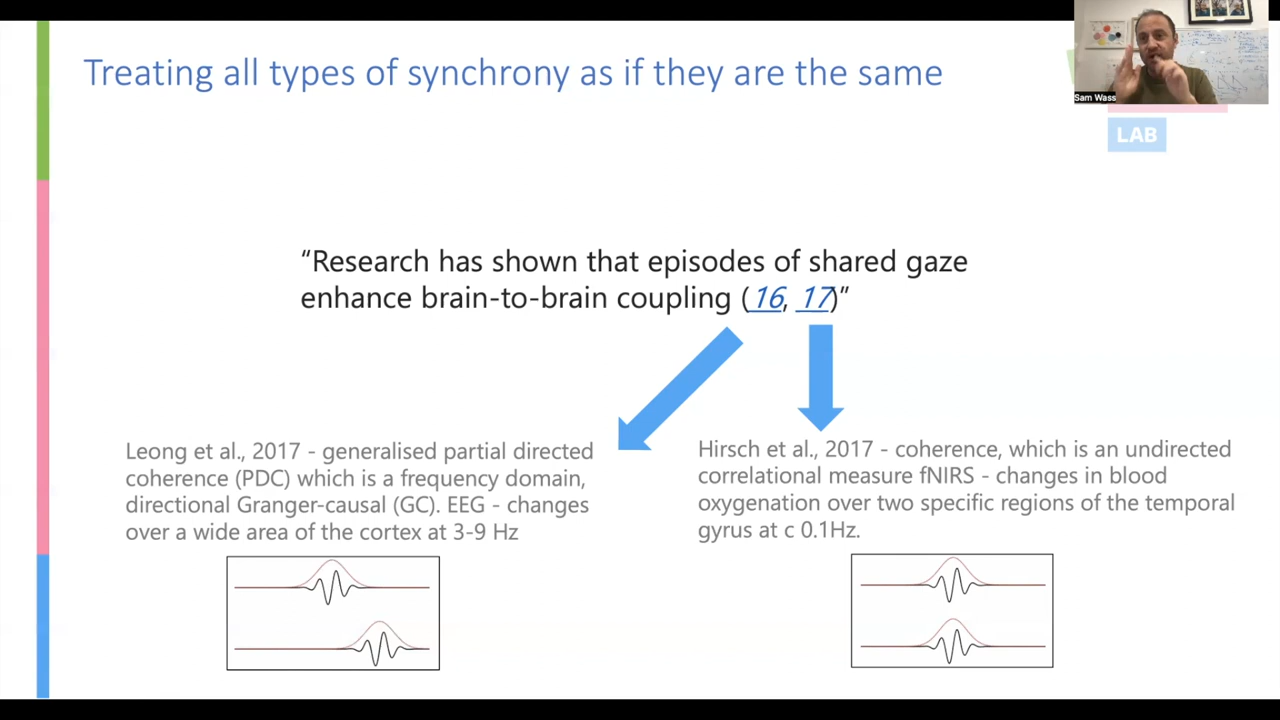 Treating all types of synchrony as if they are the same
Sam Wass
LAB
“Research has shown that episodes of shared gaze
enhance brain-to-brain coupling (16, 17)”
Leong et al., 2017 - generalised partial directed
coherence (PDC) which is a frequency domain,
directional Granger-causal (GC). EEG - changes
over a wide area of the cortex at 3-9 Hz
Hirsch et al., 2017 - coherence, which is an undirected
correlational measure fNIRS - changes in blood
oxygenation over two specific regions of the temporal
gyrus at c 0.1Hz.